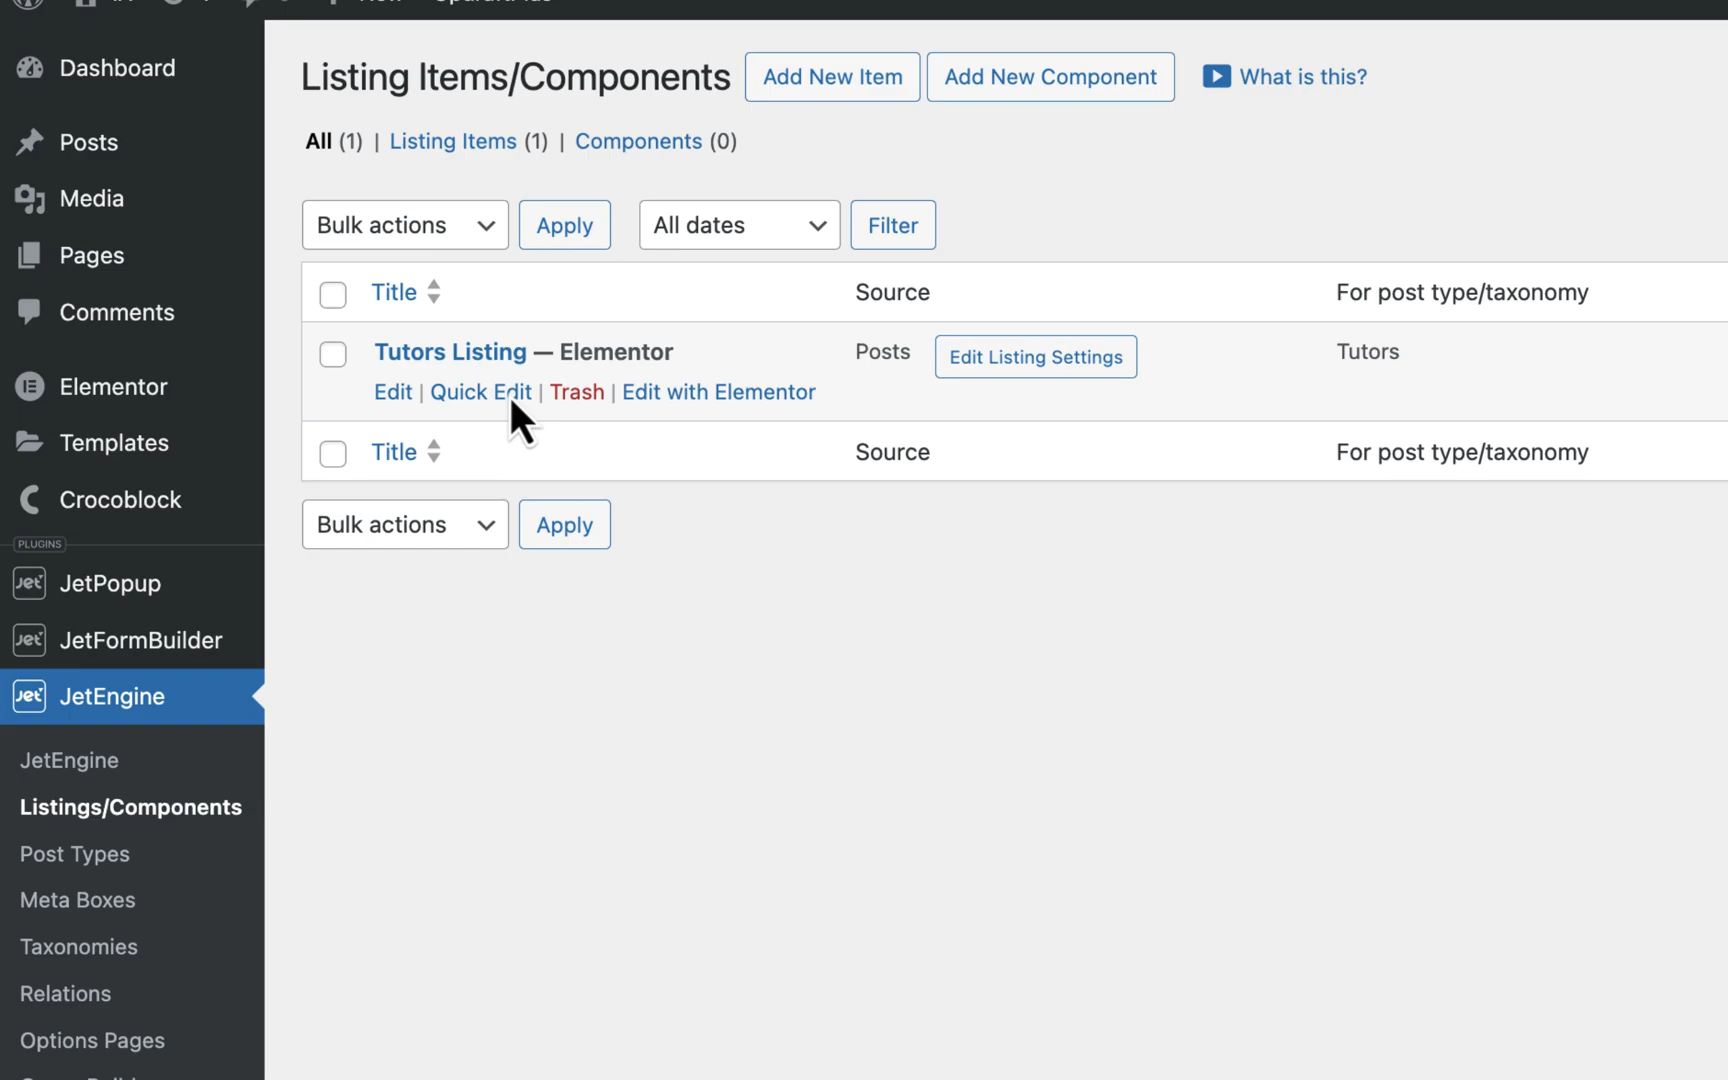 Dashboard
Posts
Media
Pages
Comments
Elementor
Templates
Crocoblock
PLUGINS
Jet JetPopup
Jet JetFormBuilder
Jet JetEngine
JetEngine
Listings/Components
Post Types
Meta Boxes
Taxonomies
Relations
Options Pages
Listing Items/Components Add New Item Add New Component What is this?
All (1) | Listing Items (1) | Components (0)
Bulk actions Apply All dates Filter
Title Source For post type/taxonomy
Tutors Listing — Elementor Posts Edit Listing Settings Tutors
Edit | Quick Edit | Trash | Edit with Elementor
Title Source For post type/taxonomy
Bulk actions Apply